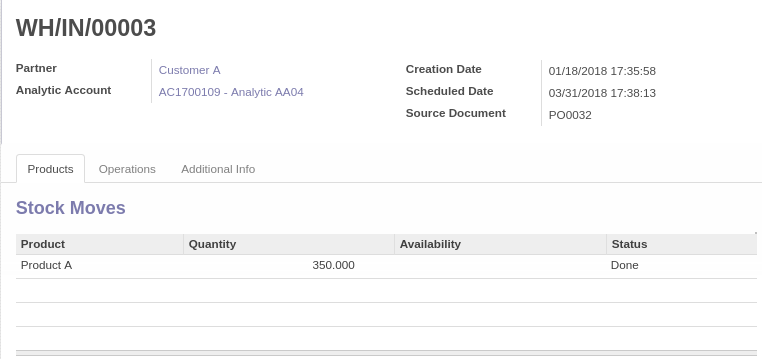 WH/IN/00003
Partner Customer A
Analytic Account AC1700109 - Analytic AA04
Creation Date 01/18/2018 17:35:58
Scheduled Date 03/31/2018 17:38:13
Source Document PO0032
Products Operations Additional Info
Stock Moves
Product Quantity Availability Status
Product A 350.000 Done